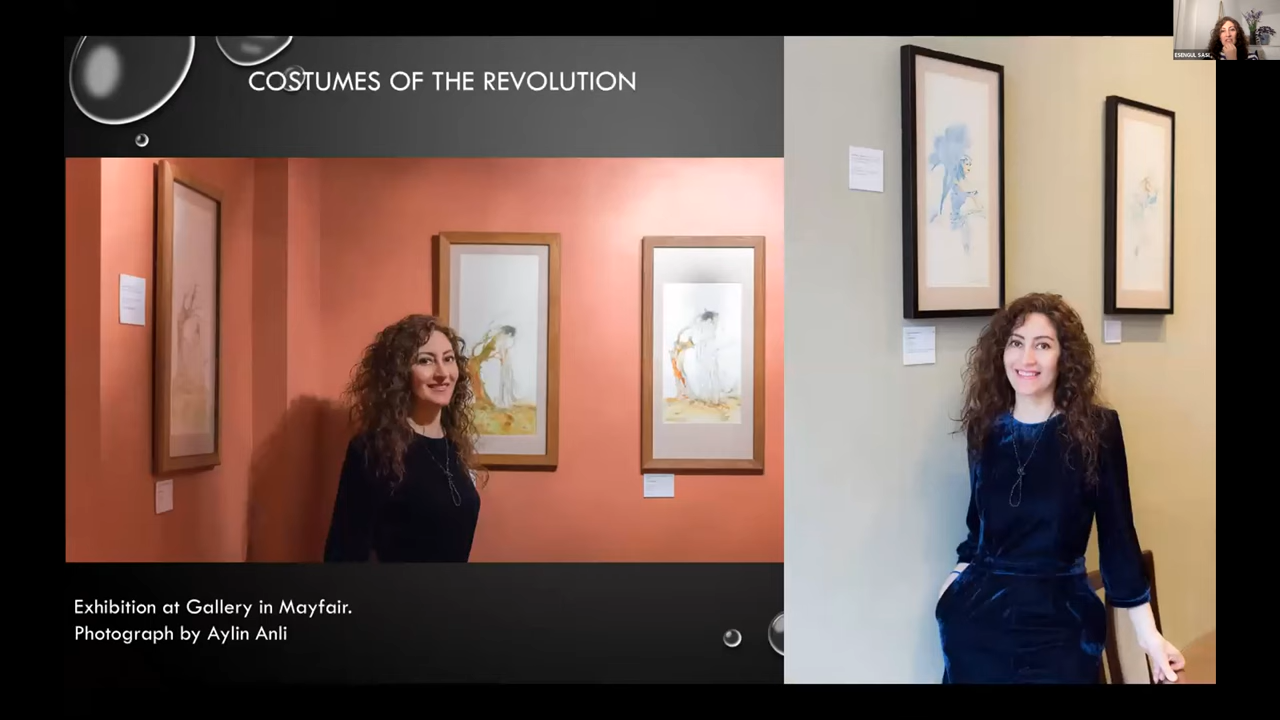 COSTUMES OF THE REVOLUTION
Exhibition at Gallery in Mayfair.
Photograph by Aylin Anli